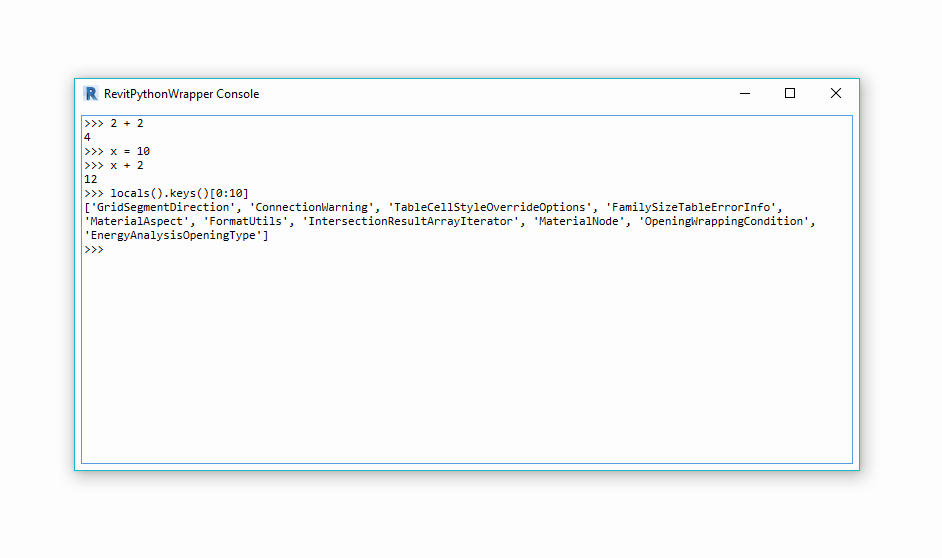 R RevitPythonWrapper Console
>>> 2 + 2
4
>>> x = 10
>>> x + 2
12
>>> locals().keys()[0:10]
['GridSegmentDirection', 'ConnectionWarning', 'TableCellStyleOverrideOptions', 'FamilySizeTableErrorInfo',
'MaterialAspect', 'FormatUtils', 'IntersectionResultArrayIterator', 'MaterialNode', 'OpeningWrappingCondition',
'EnergyAnalysisOpeningType']
>>>